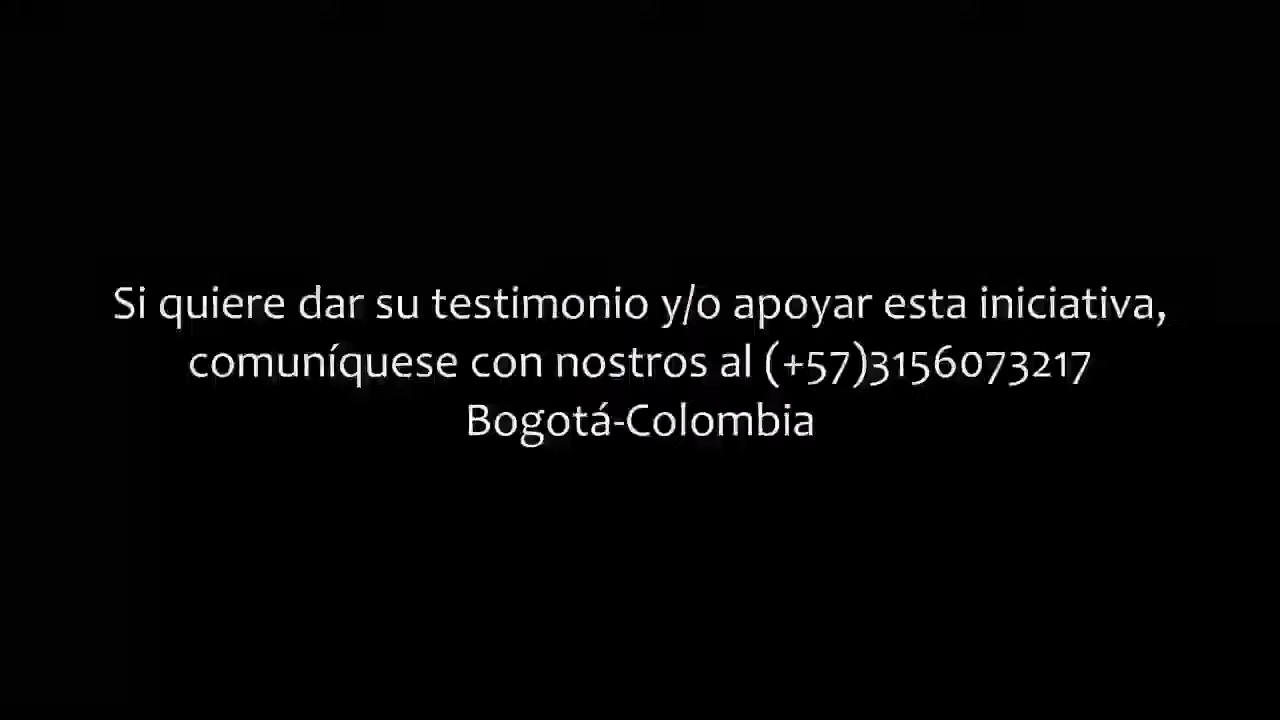 Si quiere dar su testimonio y/o apoyar esta iniciativa,
comuníquese con nostros al (+57)3156073217
Bogotá-Colombia